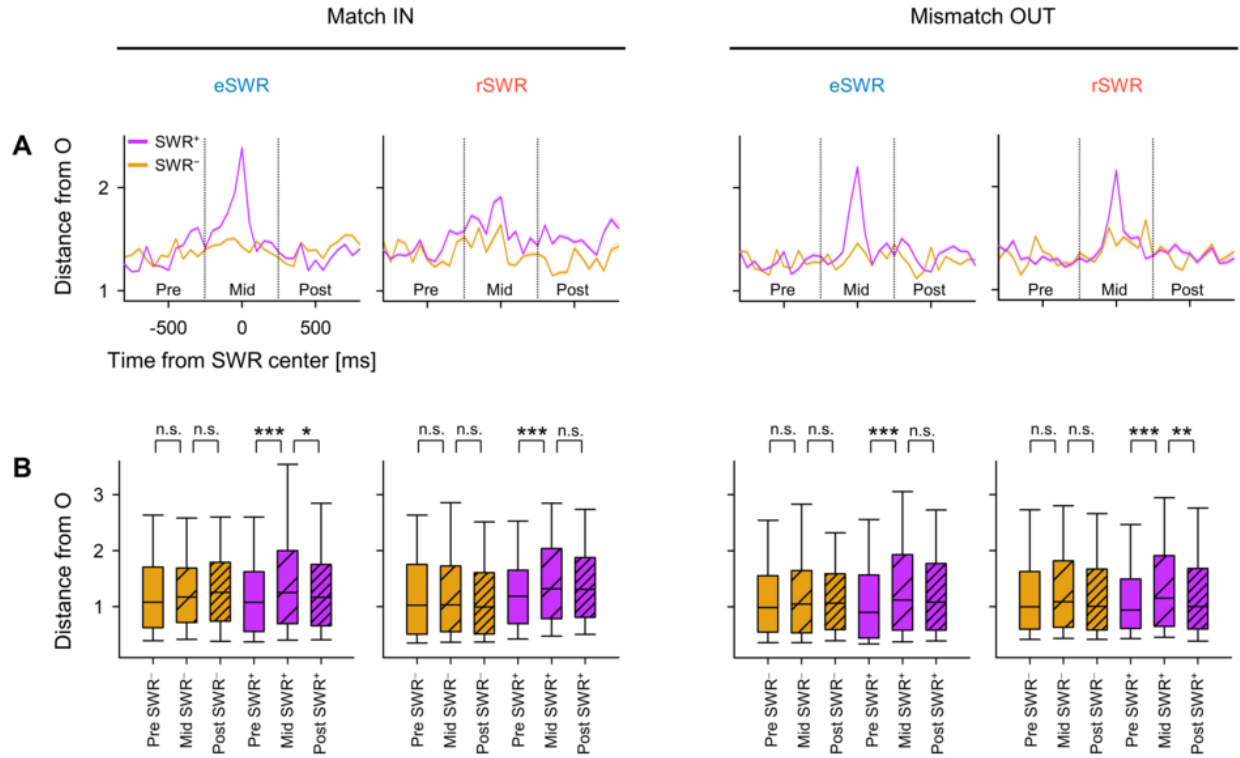 Match IN
Mismatch OUT
eSWR
rSWR
eSWR
rSWR
A
Distance from O
2
1
SWR⁺
SWR⁻
Pre
Mid
Post
Pre
Mid
Post
Pre
Mid
Post
Pre
Mid
Post
-500
0
500
Time from SWR center [ms]
B
Distance from O
3
2
1
n.s.
n.s.
***
*
n.s.
n.s.
***
n.s.
n.s.
n.s.
***
n.s.
n.s.
n.s.
***
**
Pre SWR⁻
Mid SWR⁻
Post SWR⁻
Pre SWR⁺
Mid SWR⁺
Post SWR⁺
Pre SWR⁻
Mid SWR⁻
Post SWR⁻
Pre SWR⁺
Mid SWR⁺
Post SWR⁺
Pre SWR⁻
Mid SWR⁻
Post SWR⁻
Pre SWR⁺
Mid SWR⁺
Post SWR⁺
Pre SWR⁻
Mid SWR⁻
Post SWR⁻
Pre SWR⁺
Mid SWR⁺
Post SWR⁺